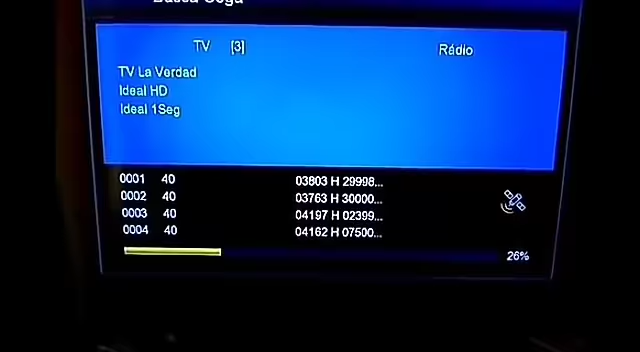 Busca Cega
TV [3] Rádio
TV La Verdad
Ideal HD
Ideal 1Seg
0001 40 03803 H 29998...
0002 40 03763 H 30000...
0003 40 04197 H 02399...
0004 40 04162 H 07500...
26%